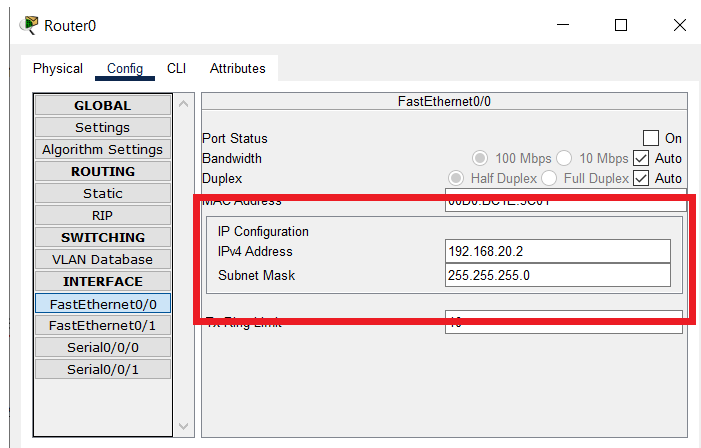 Router0
Physical Config CLI Attributes
GLOBAL
Settings
Algorithm Settings
ROUTING
Static
RIP
SWITCHING
VLAN Database
INTERFACE
FastEthernet0/0
FastEthernet0/1
Serial0/0/0
Serial0/0/1
FastEthernet0/0
Port Status On
Bandwidth 100 Mbps 10 Mbps Auto
Duplex Half Duplex Full Duplex Auto
MAC Address
IP Configuration
IPv4 Address 192.168.20.2
Subnet Mask 255.255.255.0
Tx Ring Limit 10